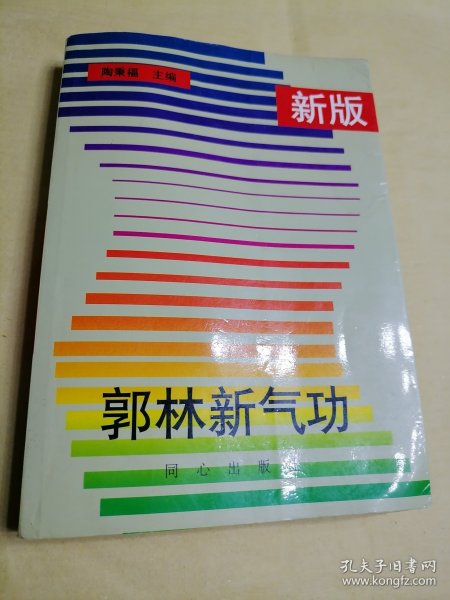 陶秉福 主编
新版
郭林新气功
同心出版
孔夫子旧书网
www.kongfz.com